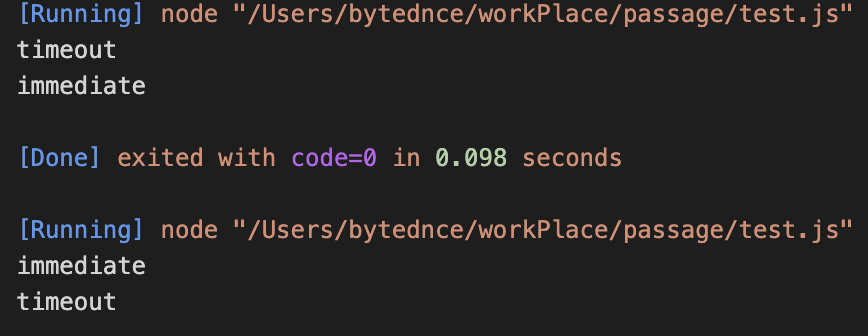 [Running] node "/Users/bytednce/workPlace/passage/test.js"
timeout
immediate
[Done] exited with code=0 in 0.098 seconds
[Running] node "/Users/bytednce/workPlace/passage/test.js"
immediate
timeout